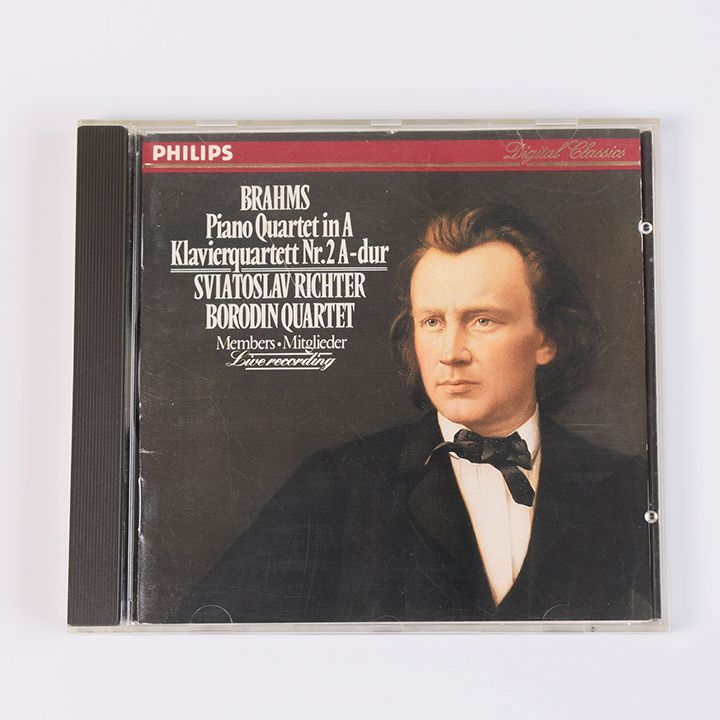 PHILIPS
Digital Classics
BRAHMS
Piano Quartet in A
Klavierquartett Nr.2 A-dur
SVIATOSLAV RICHTER
BORODIN QUARTET
Members • Mitglieder
Live recording